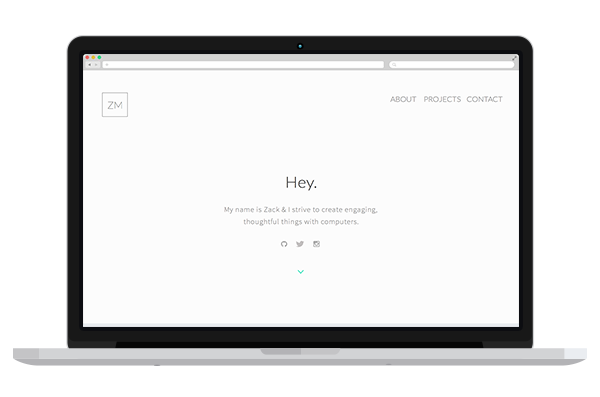 ZM
ABOUT PROJECTS CONTACT
Hey.
My name is Zack & I strive to create engaging,
thoughtful things with computers.